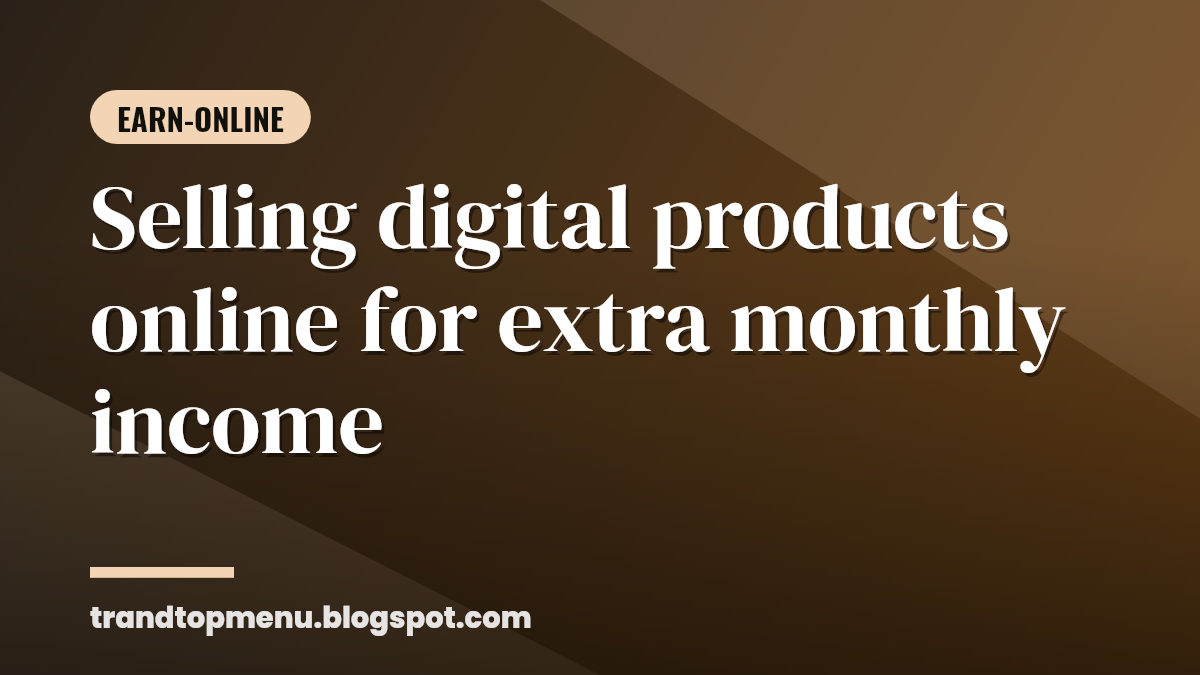 EARN-ONLINE
Selling digital products
online for extra monthly
income
trandtopmenu.blogspot.com